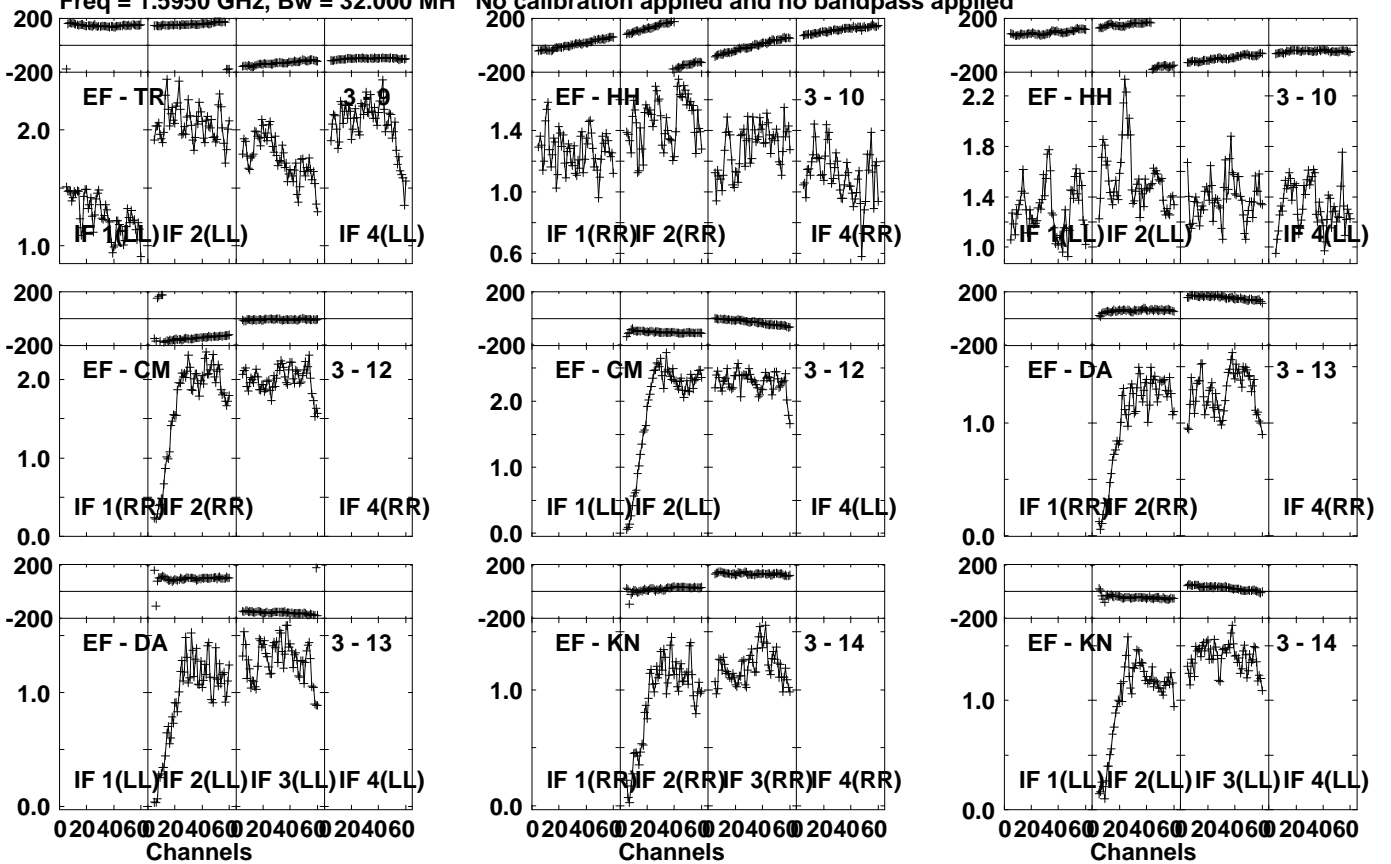 Freq = 1.5950 GHz, Bw = 32.000 MH No calibration applied and no bandpass applied
200
-200
2.0
1.0
EF - TR
3 - 9
IF 1(LL)
IF 2(LL)
IF 4(LL)
200
-200
1.4
1.0
0.6
EF - HH
3 - 10
IF 1(RR)
IF 2(RR)
IF 4(RR)
200
-200
2.2
1.8
1.4
1.0
EF - HH
3 - 10
IF 1(LL)
IF 2(LL)
IF 4(LL)
200
-200
2.0
1.0
0.0
EF - CM
3 - 12
IF 1(RR)
IF 2(RR)
IF 4(RR)
200
-200
2.0
1.0
0.0
EF - CM
3 - 12
IF 1(LL)
IF 2(LL)
IF 4(LL)
200
-200
1.0
0.0
EF - DA
3 - 13
IF 1(RR)
IF 2(RR)
IF 4(RR)
200
-200
1.0
0.0
EF - DA
3 - 13
IF 1(LL)
IF 2(LL)
IF 3(LL)
IF 4(LL)
0 20 40 60 0 20 40 60 0 20 40 60 0 20 40 60
Channels
200
-200
1.0
0.0
EF - KN
3 - 14
IF 1(RR)
IF 2(RR)
IF 3(RR)
IF 4(RR)
0 20 40 60 0 20 40 60 0 20 40 60 0 20 40 60
Channels
200
-200
1.0
0.0
EF - KN
3 - 14
IF 1(LL)
IF 2(LL)
IF 3(LL)
IF 4(LL)
0 20 40 60 0 20 40 60 0 20 40 60 0 20 40 60
Channels